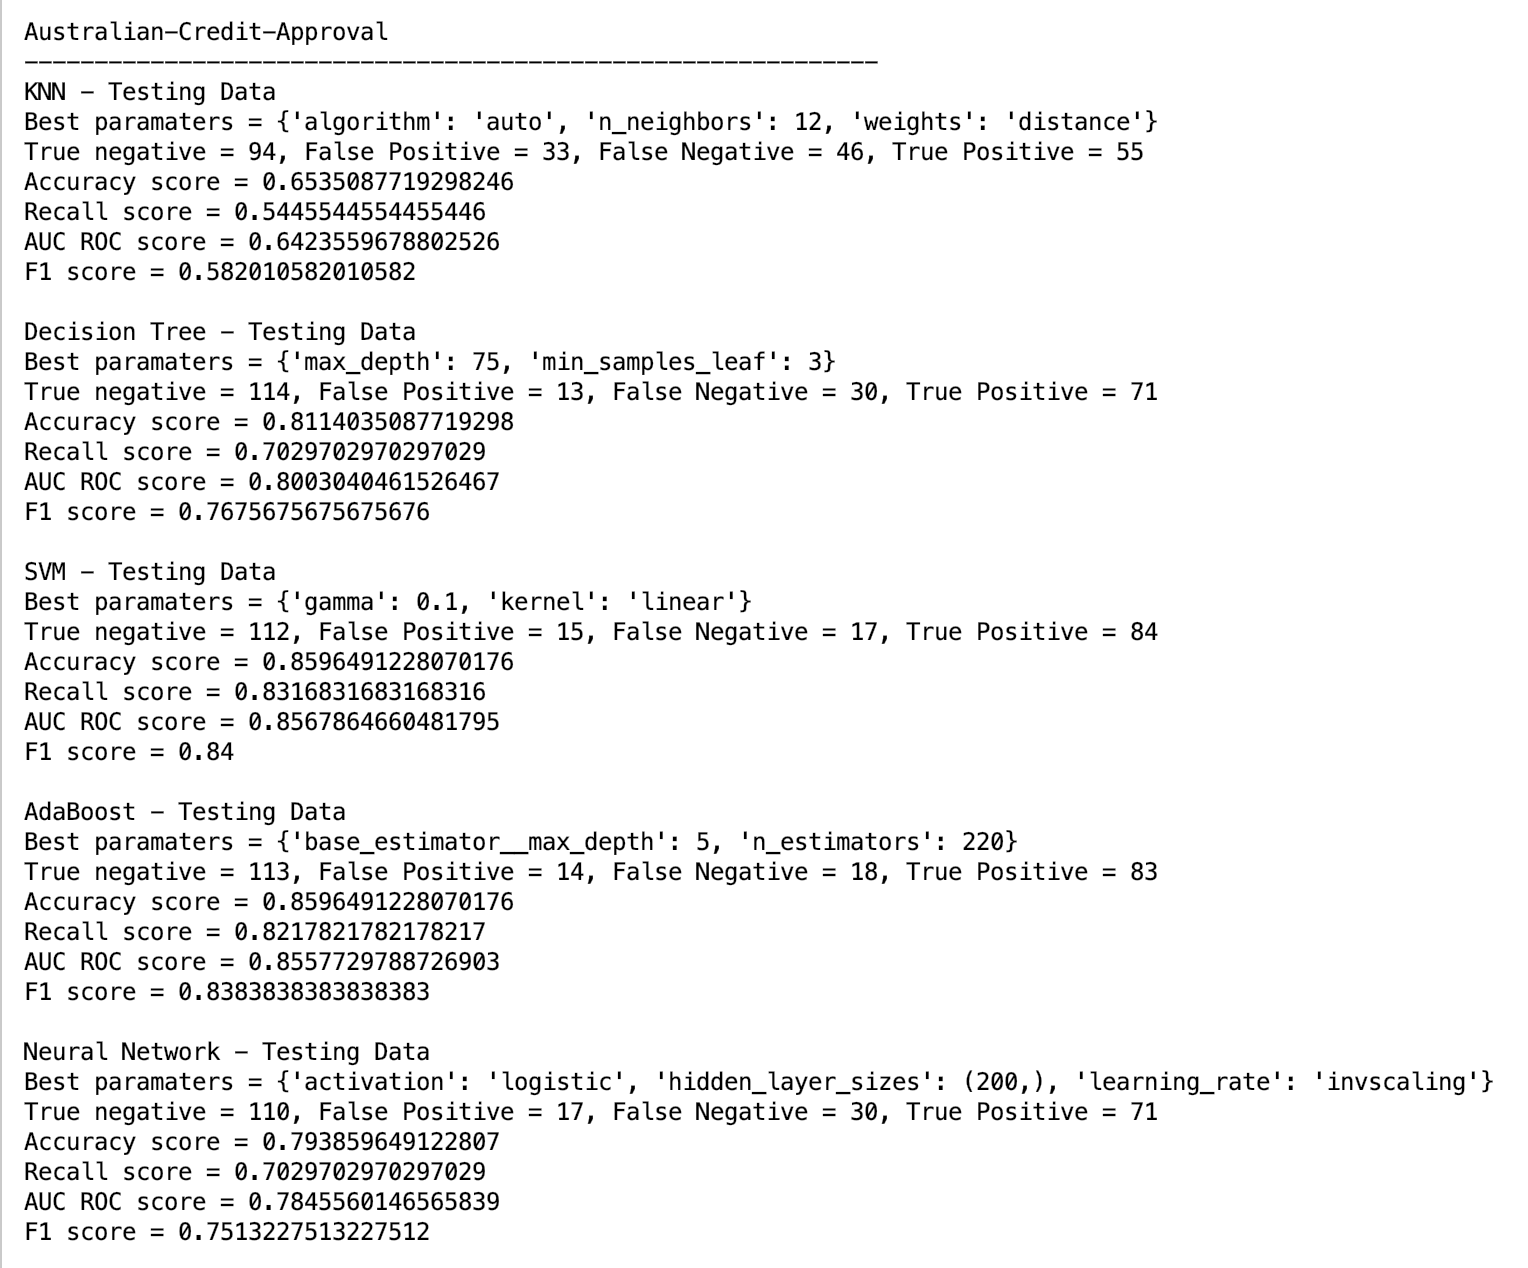 Australian-Credit-Approval
-------------------------------------------------------------
KNN - Testing Data
Best paramaters = {'algorithm': 'auto', 'n_neighbors': 12, 'weights': 'distance'}
True negative = 94, False Positive = 33, False Negative = 46, True Positive = 55
Accuracy score = 0.6535087719298246
Recall score = 0.5445544554455446
AUC ROC score = 0.6423559678802526
F1 score = 0.582010582010582
Decision Tree - Testing Data
Best paramaters = {'max_depth': 75, 'min_samples_leaf': 3}
True negative = 114, False Positive = 13, False Negative = 30, True Positive = 71
Accuracy score = 0.8114035087719298
Recall score = 0.7029702970297029
AUC ROC score = 0.8003040461526467
F1 score = 0.7675675675675676
SVM - Testing Data
Best paramaters = {'gamma': 0.1, 'kernel': 'linear'}
True negative = 112, False Positive = 15, False Negative = 17, True Positive = 84
Accuracy score = 0.8596491228070176
Recall score = 0.8316831683168316
AUC ROC score = 0.8567864660481795
F1 score = 0.84
AdaBoost - Testing Data
Best paramaters = {'base_estimator__max_depth': 5, 'n_estimators': 220}
True negative = 113, False Positive = 14, False Negative = 18, True Positive = 83
Accuracy score = 0.8596491228070176
Recall score = 0.8217821782178217
AUC ROC score = 0.8557729788726903
F1 score = 0.8383838383838383
Neural Network - Testing Data
Best paramaters = {'activation': 'logistic', 'hidden_layer_sizes': (200,), 'learning_rate': 'invscaling'}
True negative = 110, False Positive = 17, False Negative = 30, True Positive = 71
Accuracy score = 0.793859649122807
Recall score = 0.7029702970297029
AUC ROC score = 0.7845560146565839
F1 score = 0.7513227513227512